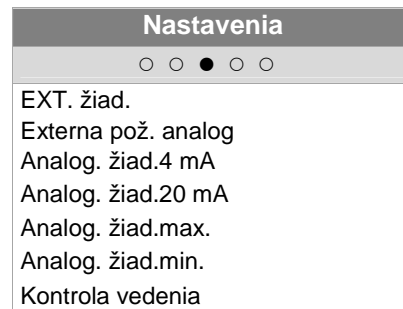 Nastavenia
EXT. žiad.
Externa pož. analog
Analog. žiad.4 mA
Analog. žiad.20 mA
Analog. žiad.max.
Analog. žiad.min.
Kontrola vedenia